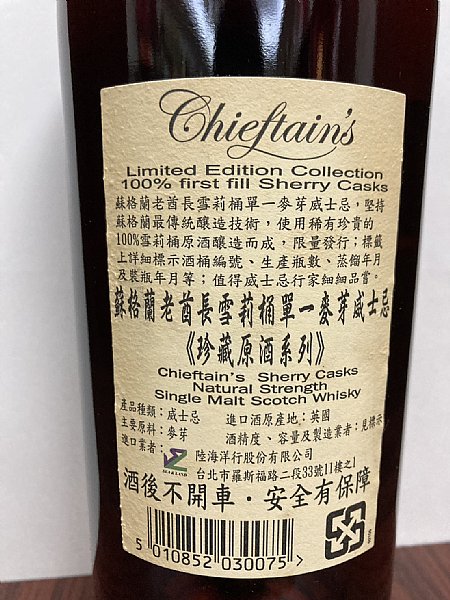 Chieftain's
Limited Edition Collection
100% first fill Sherry Casks
蘇格蘭老酋長雪莉桶單一麥芽威士忌，堅持
蘇格蘭最傳統釀造技術，使用稀有珍貴的
100%雪莉桶原酒釀造而成，限量發行；標籤
上詳細標示酒桶編號、生產瓶數、蒸餾年月
及裝瓶年月等；值得威士忌行家細細品嘗。
蘇格蘭老酋長雪莉桶單一麥芽威士忌
《珍藏原酒系列》
Chieftain's Sherry Casks
Natural Strength
Single Malt Scotch Whisky
產品種類：威士忌 進口酒原產地：英國
主要原料：麥芽 酒精度、容量及製造業者：見標示
進口業者： 陸海洋行股份有限公司
台北市羅斯福路二段33號11樓之1
酒後不開車・安全有保障
5 010852 030075 >